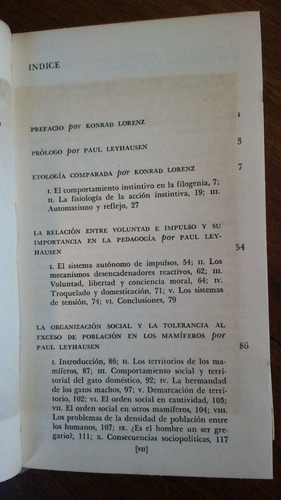 INDICE
PREFACIO por KONRAD LORENZ 1
PRÓLOGO por PAUL LEYHAUSEN 3
ETOLOGÍA COMPARADA por KONRAD LORENZ 7
I. El comportamiento instintivo en la filogenia, 7;
II. La fisiología de la acción instintiva, 19; III.
Automatismo y reflejo, 27
LA RELACIÓN ENTRE VOLUNTAD E IMPULSO Y SU
IMPORTANCIA EN LA PEDAGOGÍA por PAUL LEY-
HAUSEN 54
I. El sistema autónomo de impulsos, 54; II. Los
mecanismos desencadenadores reactivos, 62; III.
Voluntad, libertad y conciencia moral, 64; IV.
Troquelado y domesticación, 71; V. Los sistemas
de tensión, 74; VI. Conclusiones, 79
LA ORGANIZACIÓN SOCIAL Y LA TOLERANCIA AL
EXCESO DE POBLACIÓN EN LOS MAMÍFEROS por
PAUL LEYHAUSEN 86
I. Introducción, 86; II. Los territorios de los ma-
míferos, 87; III. Comportamiento social y terri-
torial del gato doméstico, 92; IV. La hermandad
de los gatos machos, 97; V. Demarcación de terri-
torio, 102; VI. El orden social en cautividad, 103;
VII. El orden social en otros mamíferos, 104; VIII.
Los problemas de la densidad de población entre
los humanos, 107; IX. ¿Es el hombre un ser gre-
gario?, 111; X. Consecuencias sociopolíticas, 117
[VII]